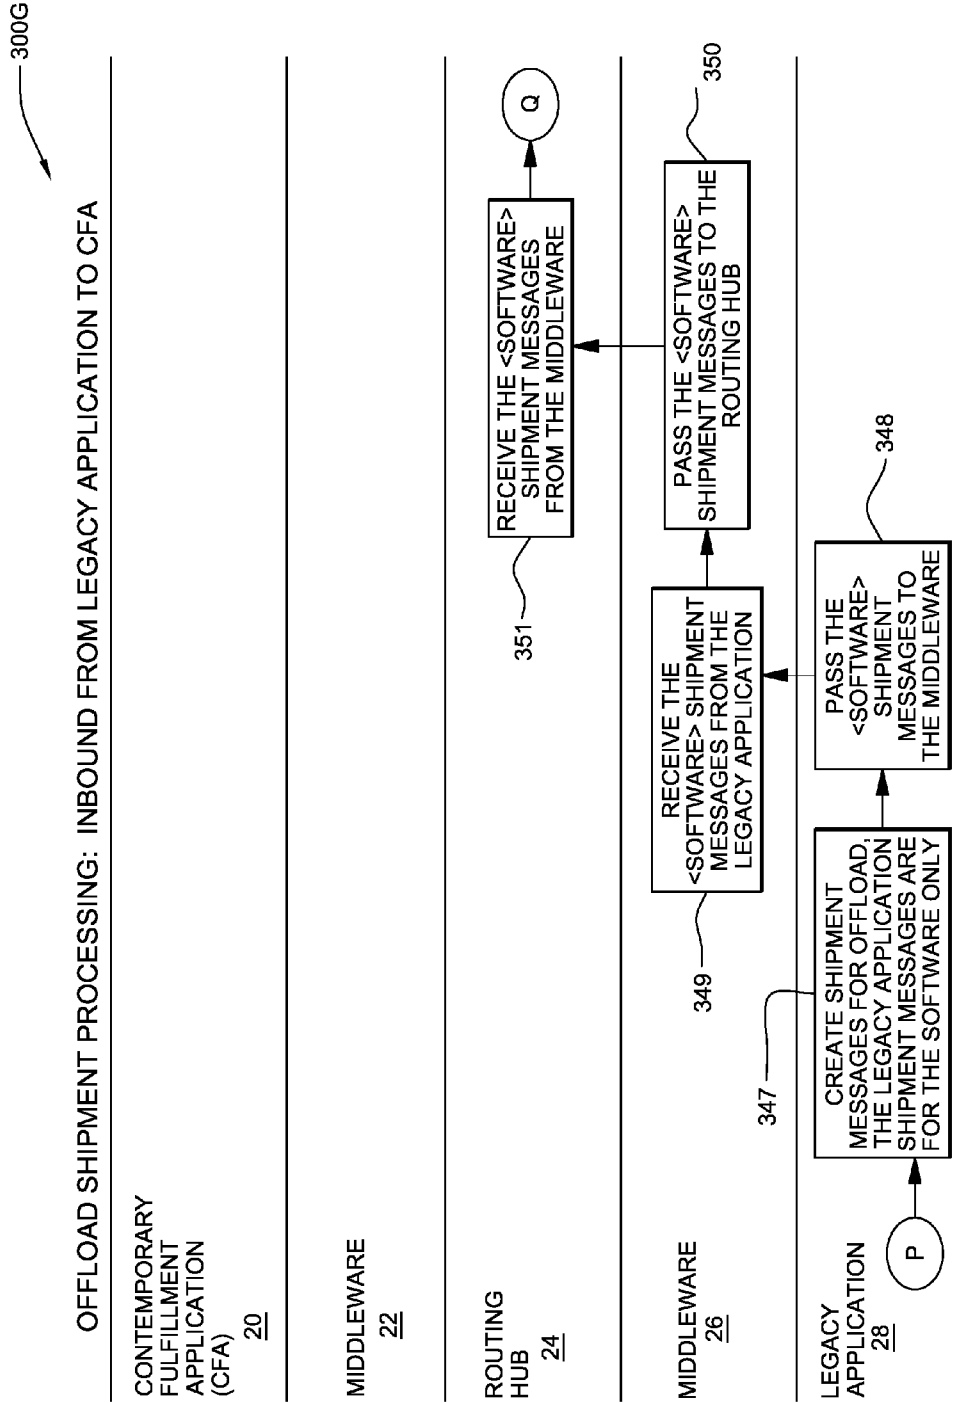 300G
OFFLOAD SHIPMENT PROCESSING: INBOUND FROM LEGACY APPLICATION TO CFA
CONTEMPORARY
FULFILLMENT
APPLICATION
(CFA)
20
MIDDLEWARE
22
ROUTING
HUB
24
RECEIVE THE <SOFTWARE>
SHIPMENT MESSAGES
FROM THE MIDDLEWARE
351
Q
MIDDLEWARE
26
RECEIVE THE
<SOFTWARE> SHIPMENT
MESSAGES FROM THE
LEGACY APPLICATION
349
PASS THE <SOFTWARE>
SHIPMENT MESSAGES TO THE
ROUTING HUB
350
LEGACY
APPLICATION
28
P
347
CREATE SHIPMENT
MESSAGES FOR OFFLOAD,
THE LEGACY APPLICATION
SHIPMENT MESSAGES ARE
FOR THE SOFTWARE ONLY
PASS THE
<SOFTWARE>
SHIPMENT
MESSAGES TO
THE MIDDLEWARE
348